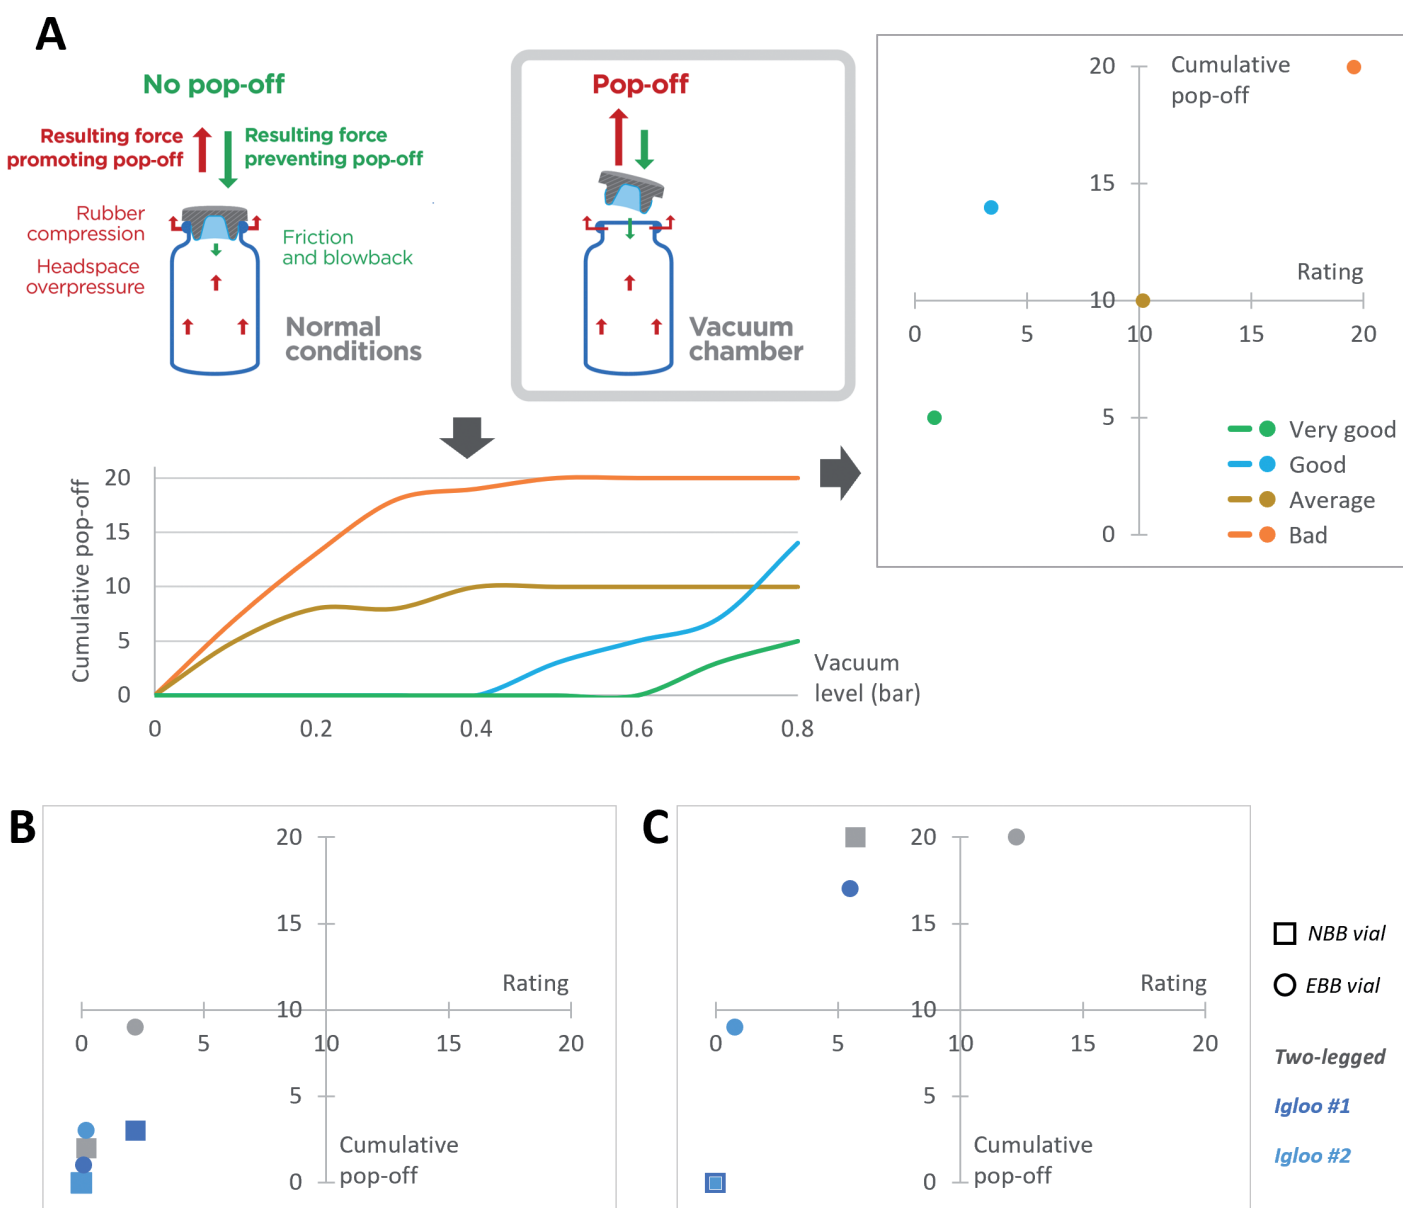 A
No pop-off
Resulting force
promoting pop-off
Resulting force
preventing pop-off
Rubber
compression
Headspace
overpressure
Friction
and blowback
Normal
conditions
Pop-off
Vacuum
chamber
20
15
10
5
0
Cumulative
pop-off
Rating
0
5
10
15
20
Very good
Good
Average
Bad
Cumulative pop-off
20
15
10
5
0
0
0.2
0.4
0.6
0.8
Vacuum
level (bar)
B
20
15
10
5
0
Rating
0
5
10
15
20
Cumulative
pop-off
C
20
15
10
5
0
Rating
0
5
10
15
20
Cumulative
pop-off
NBB vial
EBB vial
Two-legged
Igloo #1
Igloo #2